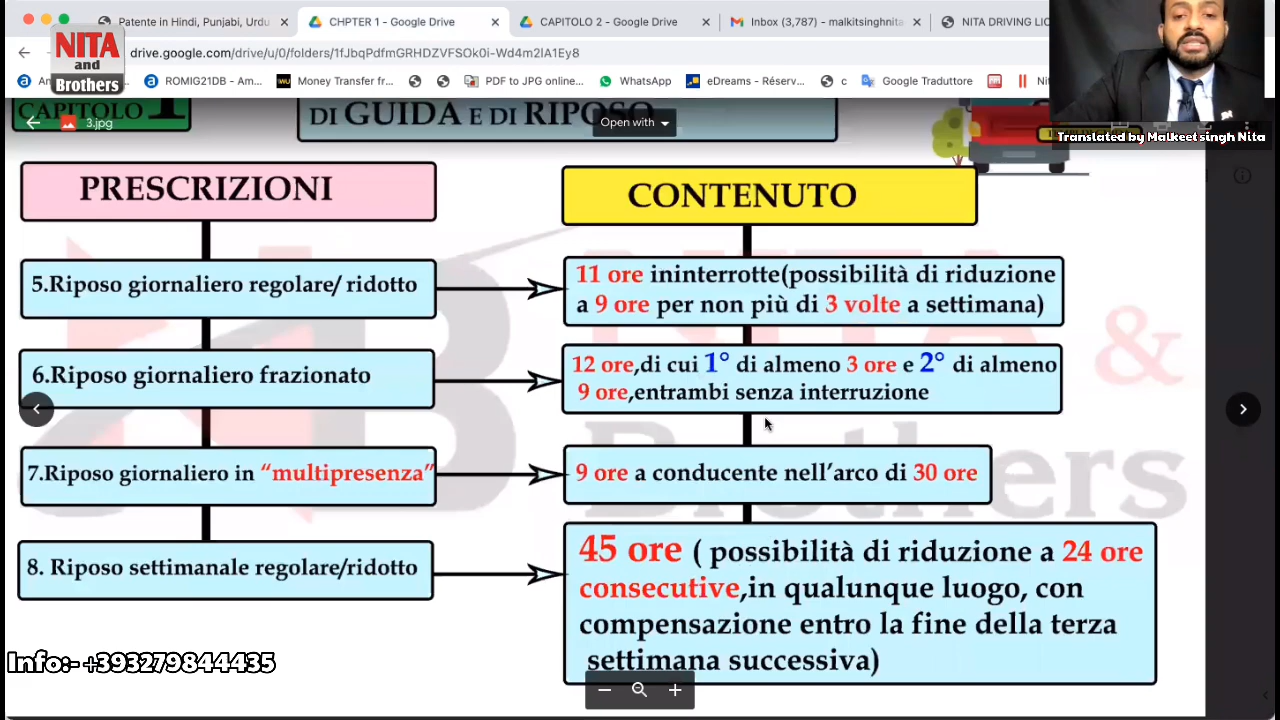 Patente in Hindi, Punjabi, Urdu
CHPTER 1 - Google Drive
CAPITOLO 2 - Google Drive
Inbox (3,787) - malkitsinghnita
NITA DRIVING LIC
NITA
and
Brothers
drive.google.com/drive/u/0/folders/1fJbqPdfmGRHDZVFSOk0i-Wd4m2IA1Ey8
ROMIG21DB - Am...
Money Transfer fr...
PDF to JPG online...
WhatsApp
eDreams - Réserv...
c
Google Traduttore
CAPITOLO 1
3.jpg
DI GUIDA E DI RIPOSO
Open with
Translated by Malkeet singh Nita
PRESCRIZIONI
CONTENUTO
5.Riposo giornaliero regolare/ ridotto
11 ore ininterrotte(possibilità di riduzione
a 9 ore per non più di 3 volte a settimana)
6.Riposo giornaliero frazionato
12 ore,di cui 1° di almeno 3 ore e 2° di almeno
9 ore,entrambi senza interruzione
7.Riposo giornaliero in “multipresenza”
9 ore a conducente nell’arco di 30 ore
8. Riposo settimanale regolare/ridotto
45 ore ( possibilità di riduzione a 24 ore
consecutive,in qualunque luogo, con
compensazione entro la fine della terza
settimana successiva)
NITA &
Brothers
Info:- +393279844435